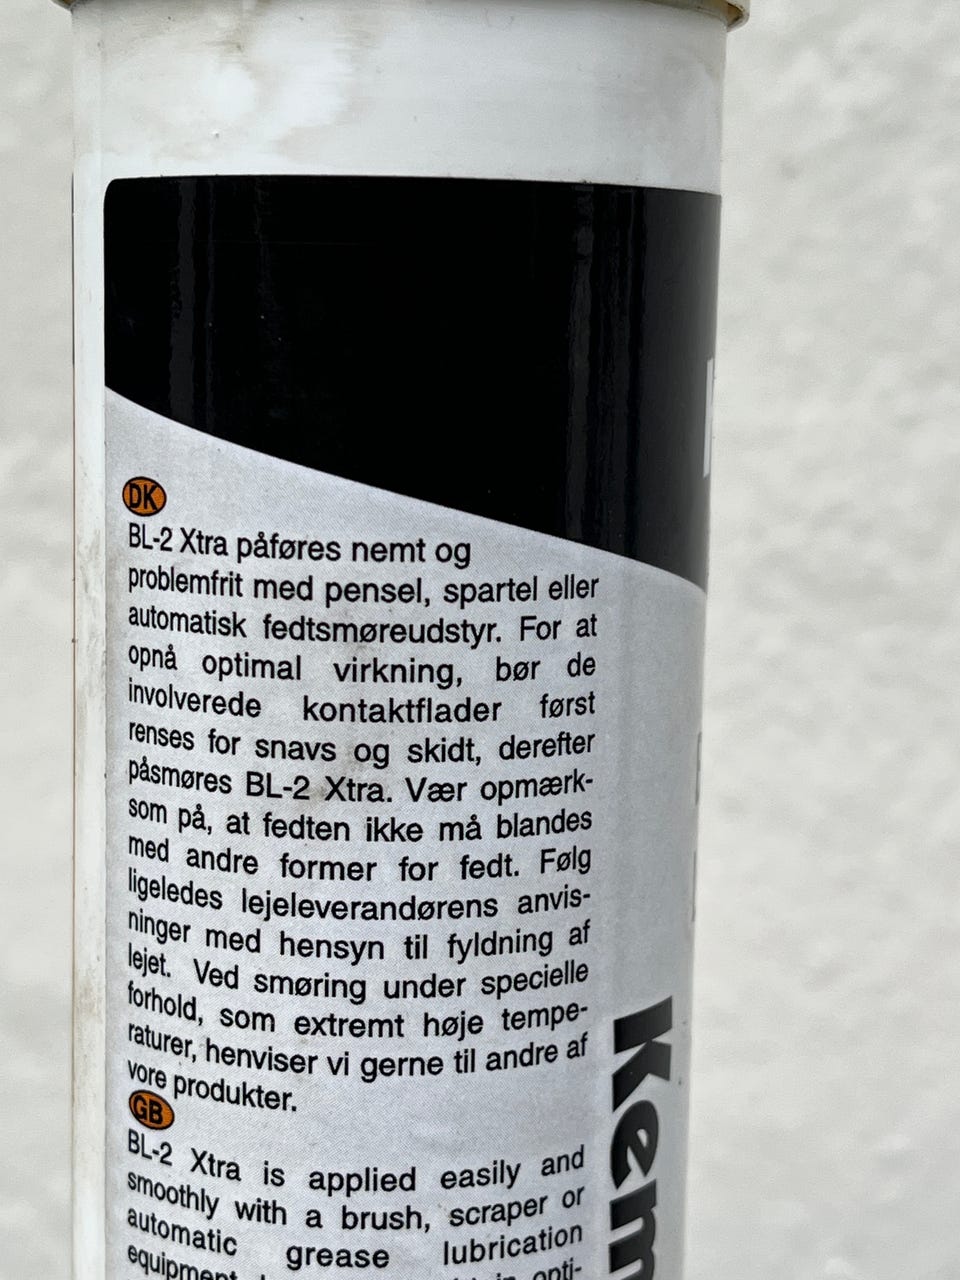 DK
BL-2 Xtra påføres nemt og
problemfrit med pensel, spartel eller
automatisk fedtsmøreudstyr. For at
opnå optimal virkning, bør de
involverede kontaktflader først
renses for snavs og skidt, derefter
påsmøres BL-2 Xtra. Vær opmærk-
som på, at fedten ikke må blandes
med andre former for fedt. Følg
ligeledes lejeleverandørens anvis-
ninger med hensyn til fyldning af
lejet. Ved smøring under specielle
forhold, som extremt høje tempe-
raturer, henviser vi gerne til andre af
vore produkter.
GB
BL-2 Xtra is applied easily and
smoothly with a brush, scraper or
automatic grease lubrication
equipment opti-
Kem